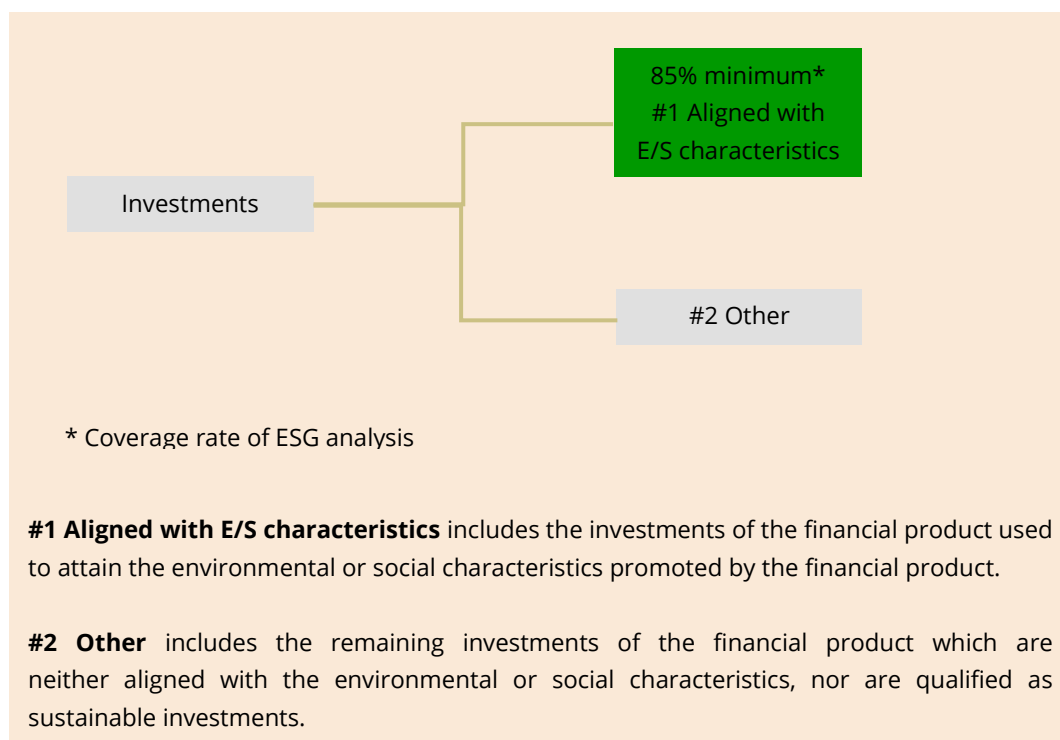 85% minimum*
#1 Aligned with
E/S characteristics
Investments
#2 Other
* Coverage rate of ESG analysis
#1 Aligned with E/S characteristics includes the investments of the financial product used
to attain the environmental or social characteristics promoted by the financial product.
#2 Other includes the remaining investments of the financial product which are
neither aligned with the environmental or social characteristics, nor are qualified as
sustainable investments.